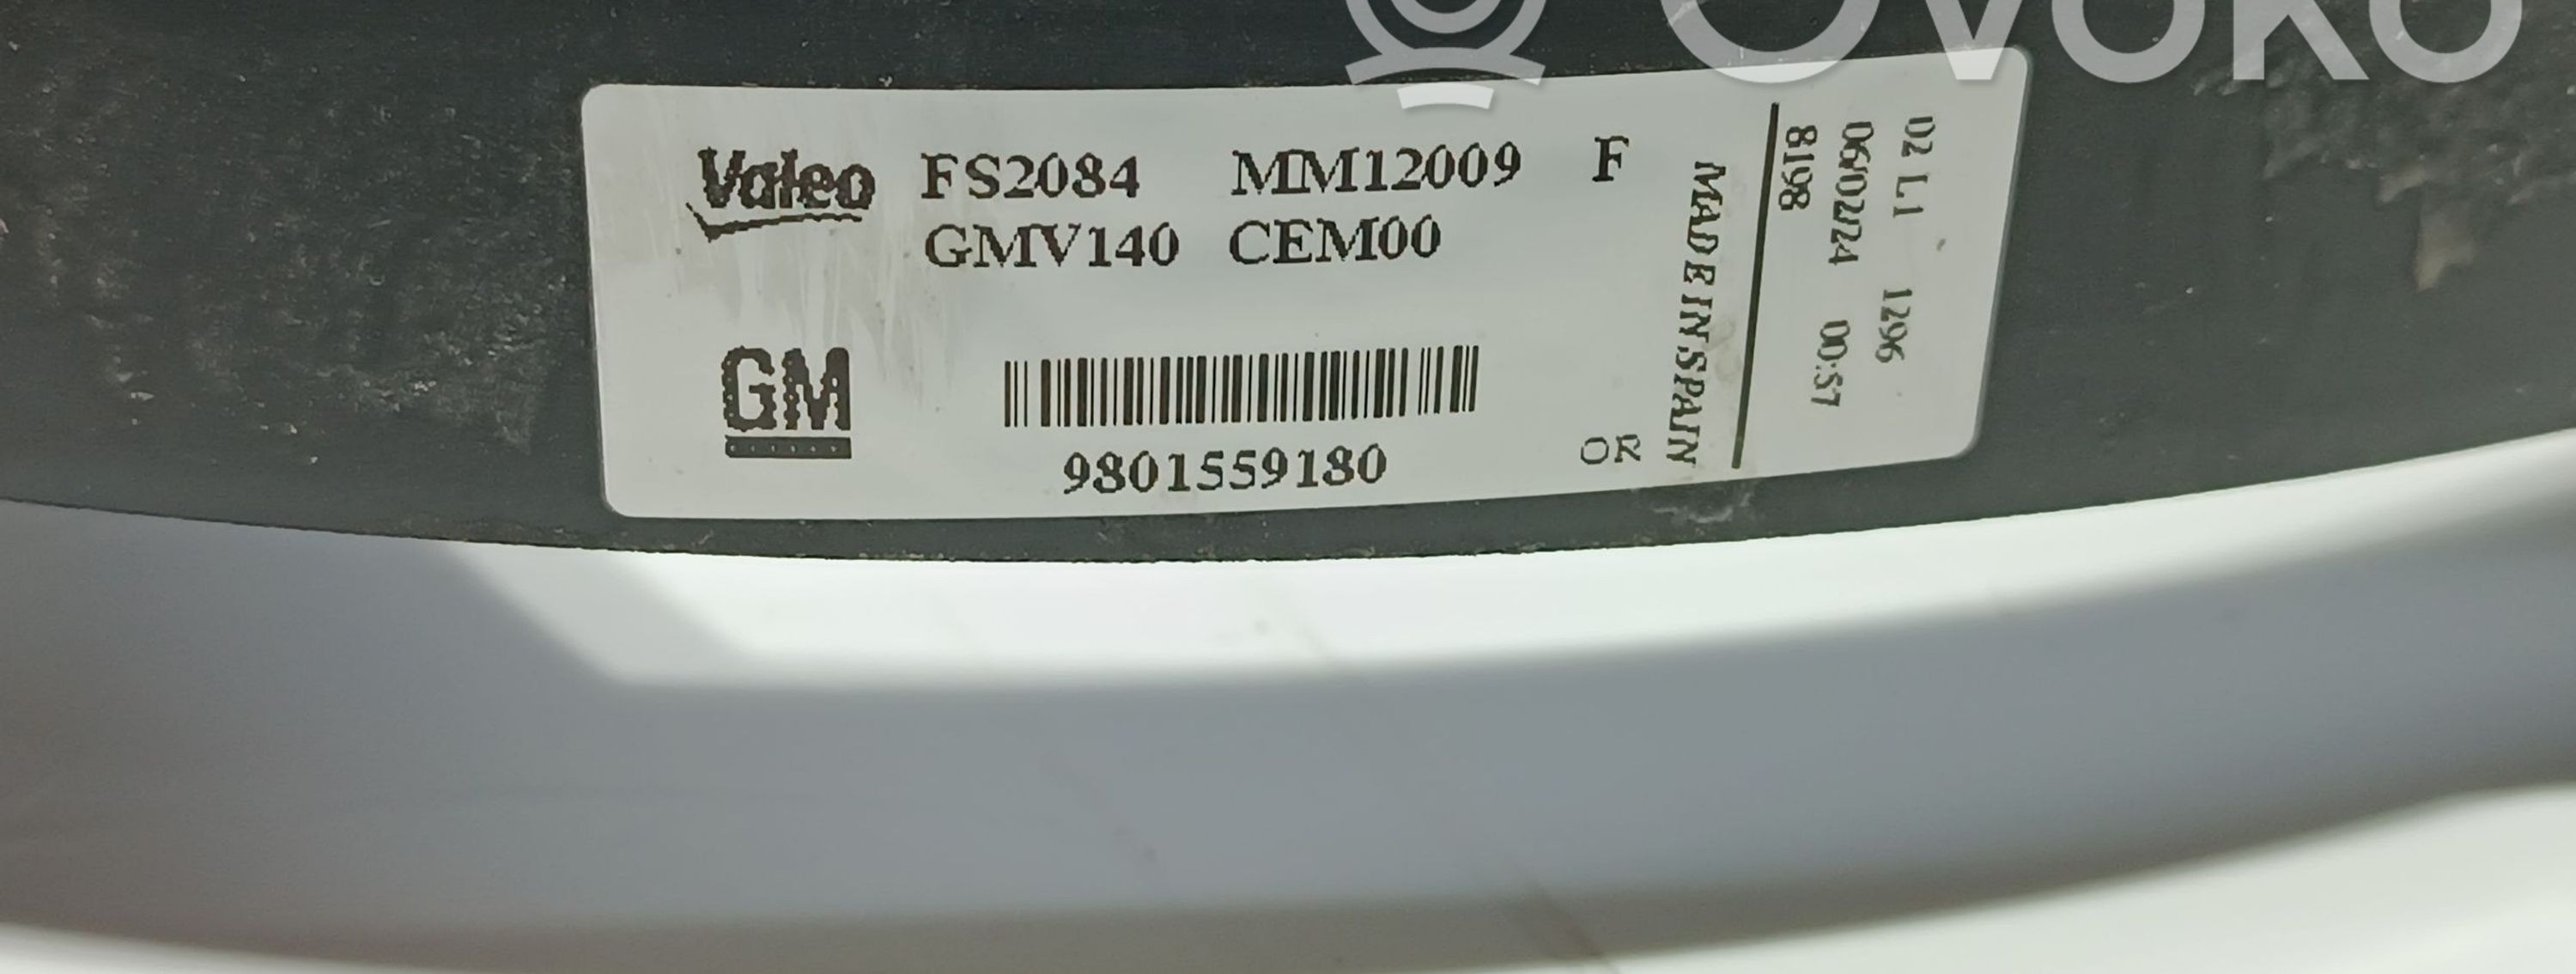 OVOKO
Valeo FS2084 MM12009 F
GMV140 CEM00
GM
9801559180
OR
MADE IN SPAIN
02 L1 1296
06/02/24 00:57
8198